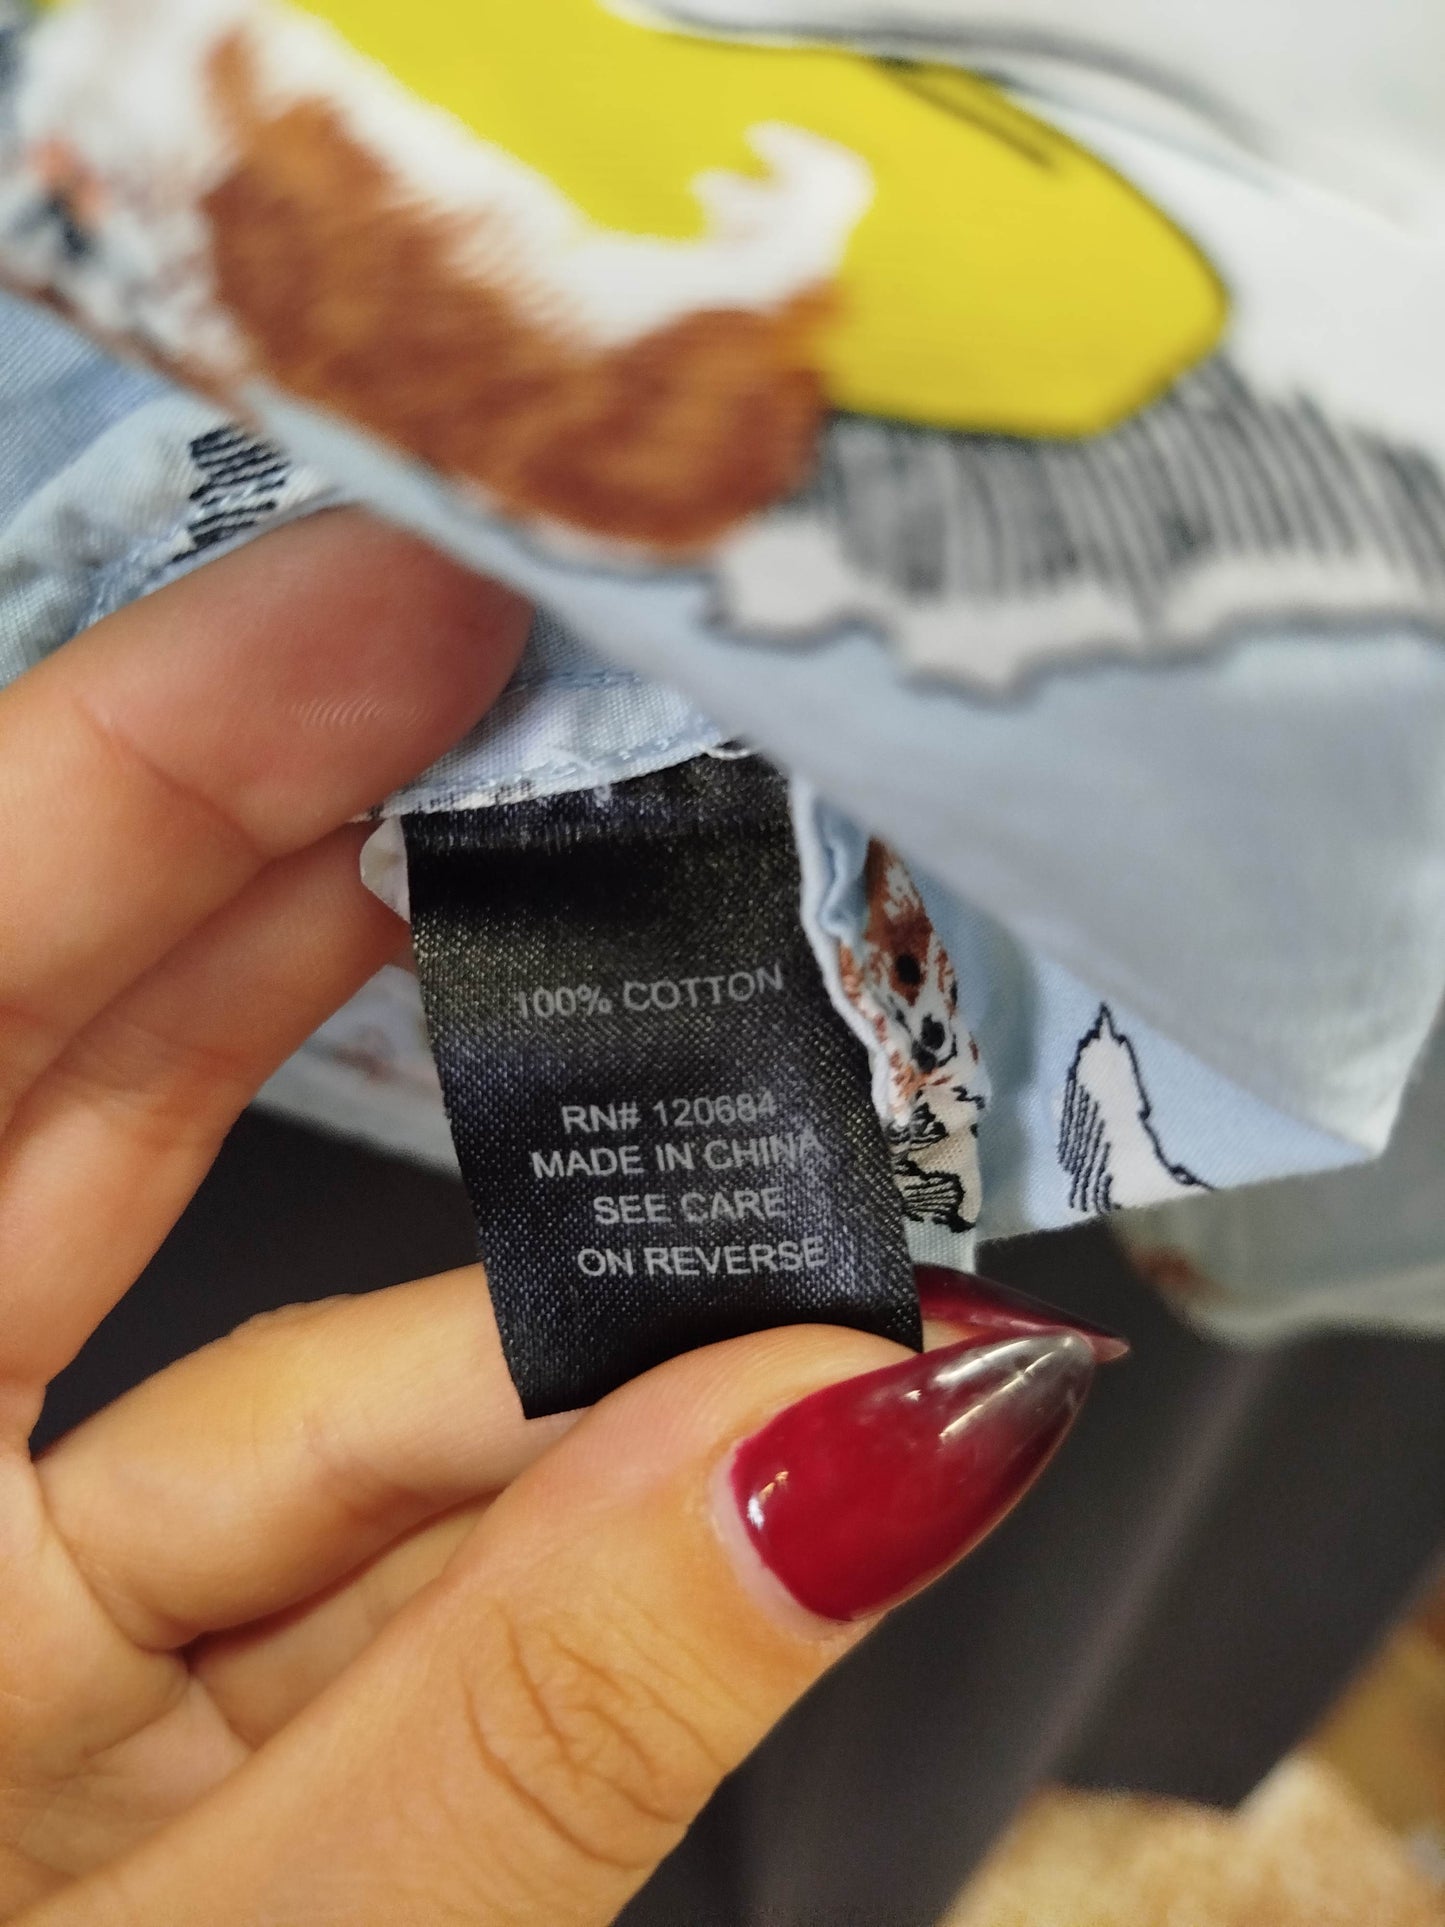 100% COTTON
RN# 120684
MADE IN CHINA
SEE CARE
ON REVERSE